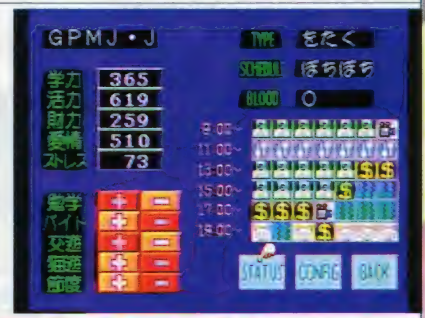 GPMJ・J
TYPE をたく
SCHEDULE ぼちぼち
BLOOD O
学力 365
活力 619
財力 259
愛情 510
ストレス 73
9:00~
11:00~
13:00~
15:00~
17:00~
19:00~
勉学 + -
バイト + -
交遊 + -
猫遊 + -
節度 + -
STATUS CONFIG BACK